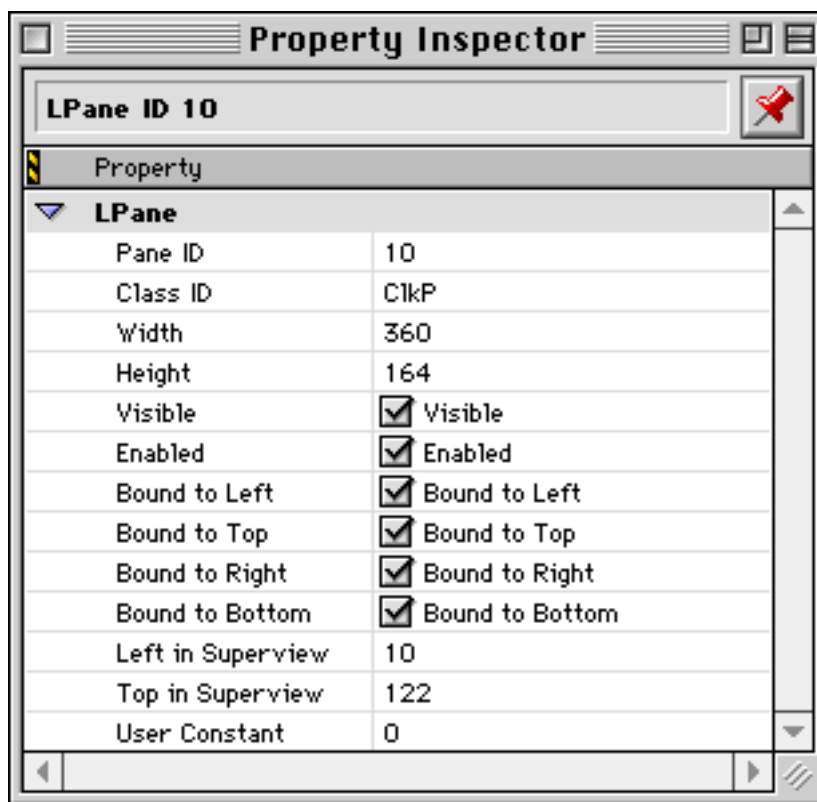 Property Inspector
LPane ID 10
Property
LPane
Pane ID 10
Class ID ClkP
Width 360
Height 164
Visible Visible
Enabled Enabled
Bound to Left Bound to Left
Bound to Top Bound to Top
Bound to Right Bound to Right
Bound to Bottom Bound to Bottom
Left in Superview 10
Top in Superview 122
User Constant 0